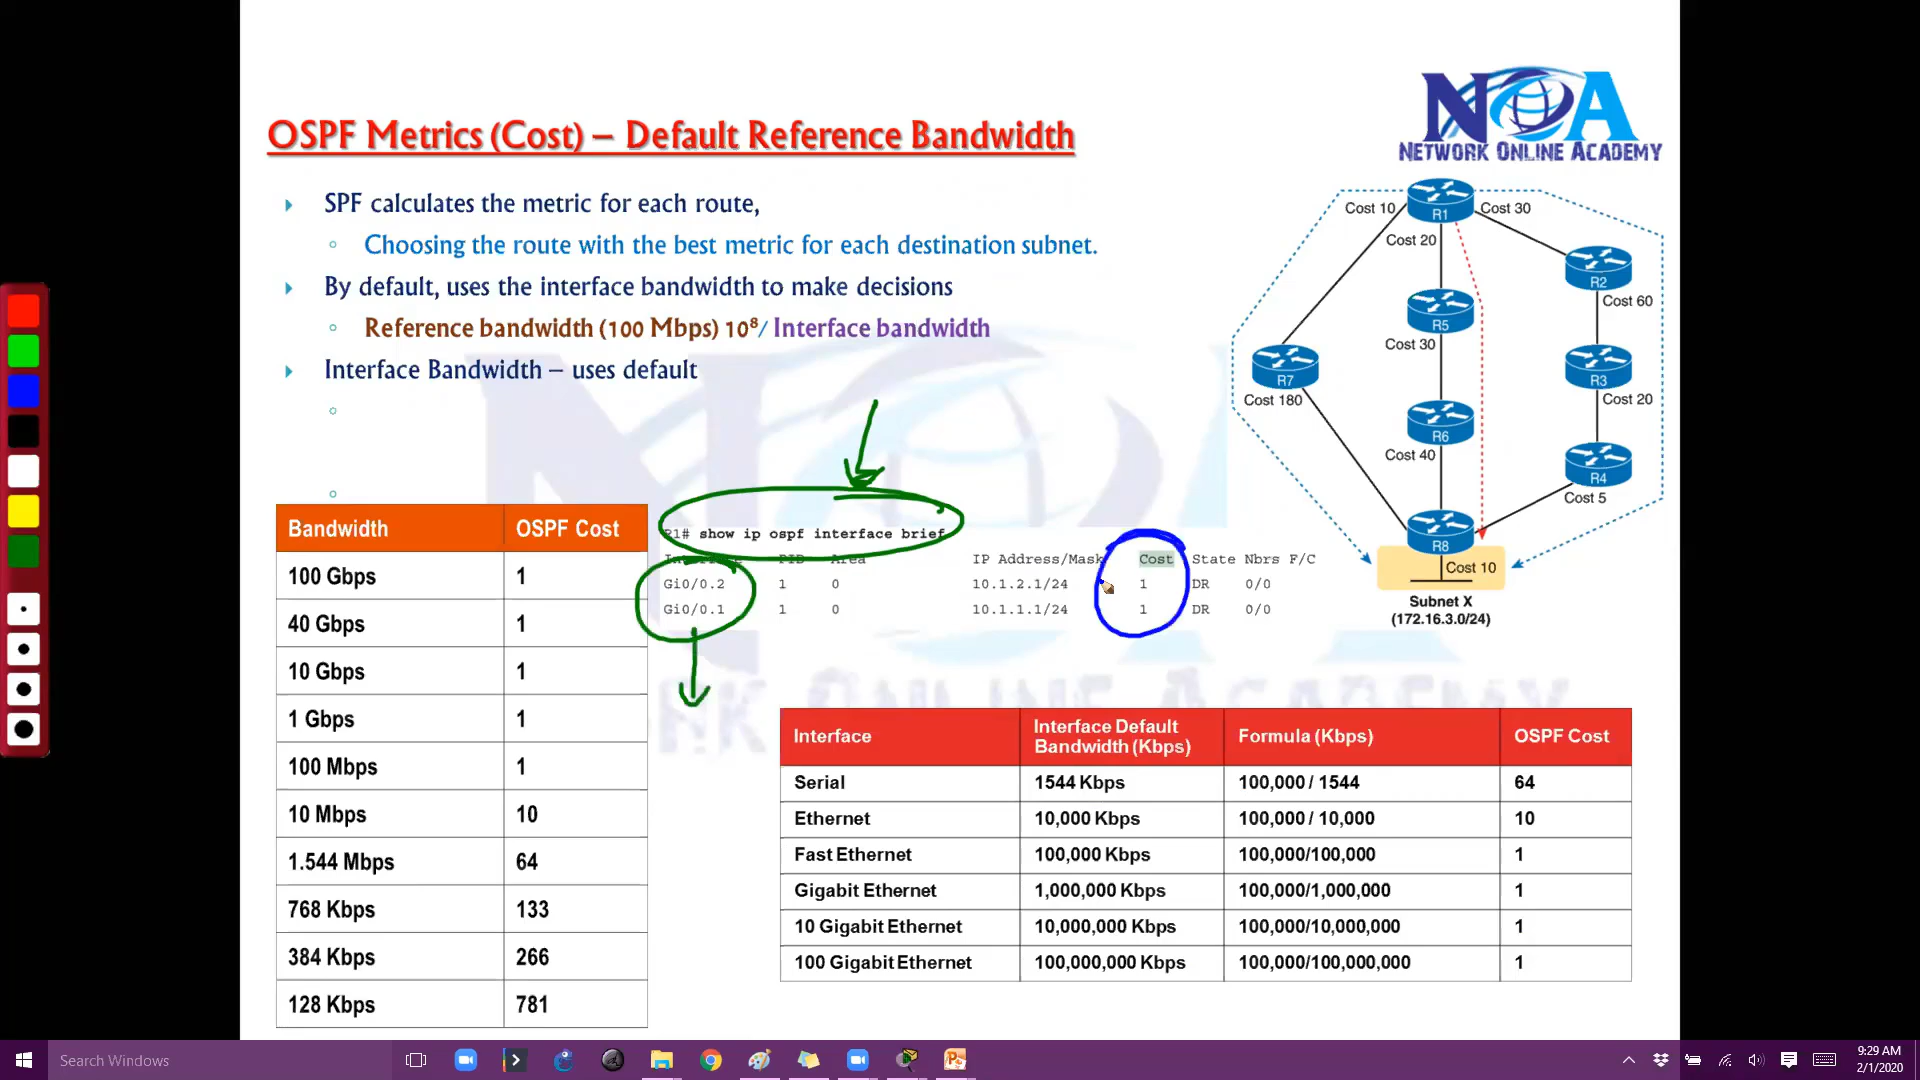 OSPF Metrics (Cost) – Default Reference Bandwidth
NOA
NETWORK ONLINE ACADEMY
SPF calculates the metric for each route,
Choosing the route with the best metric for each destination subnet.
By default, uses the interface bandwidth to make decisions
Reference bandwidth (100 Mbps) 10⁸/ Interface bandwidth
Interface Bandwidth – uses default
Cost 10
R1
Cost 30
Cost 20
R2
Cost 60
R5
Cost 30
R7
Cost 180
R3
Cost 20
R6
Cost 40
R4
Cost 5
R8
Cost 10
Subnet X
(172.16.3.0/24)
Bandwidth OSPF Cost
100 Gbps 1
40 Gbps 1
10 Gbps 1
1 Gbps 1
100 Mbps 1
10 Mbps 10
1.544 Mbps 64
768 Kbps 133
384 Kbps 266
128 Kbps 781
R1# show ip ospf interface brief
PID Area IP Address/Mask Cost State Nbrs F/C
Gi0/0.2 1 0 10.1.2.1/24 1 DR 0/0
Gi0/0.1 1 0 10.1.1.1/24 1 DR 0/0
Interface Interface Default Bandwidth (Kbps) Formula (Kbps) OSPF Cost
Serial 1544 Kbps 100,000 / 1544 64
Ethernet 10,000 Kbps 100,000 / 10,000 10
Fast Ethernet 100,000 Kbps 100,000/100,000 1
Gigabit Ethernet 1,000,000 Kbps 100,000/1,000,000 1
10 Gigabit Ethernet 10,000,000 Kbps 100,000/10,000,000 1
100 Gigabit Ethernet 100,000,000 Kbps 100,000/100,000,000 1
Search Windows
9:29 AM
2/1/2020